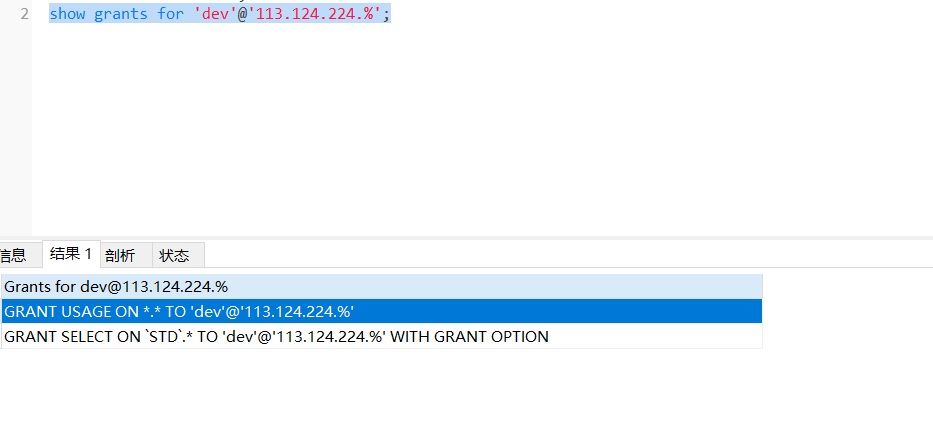 2 show grants for 'dev'@'113.124.224.%';
信息 结果 1 剖析 状态
Grants for dev@113.124.224.%
GRANT USAGE ON *.* TO 'dev'@'113.124.224.%'
GRANT SELECT ON `STD`.* TO 'dev'@'113.124.224.%' WITH GRANT OPTION